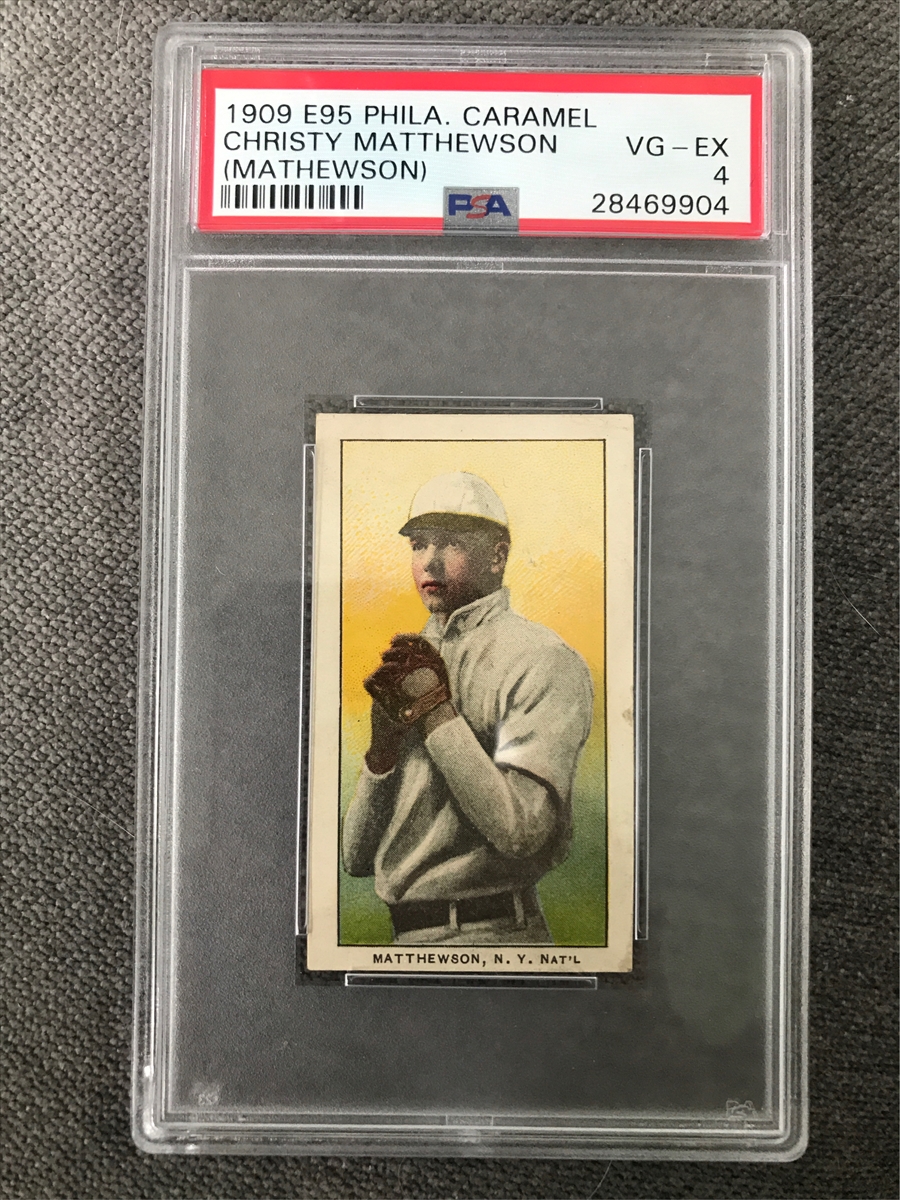 1909 E95 PHILA. CARAMEL
CHRISTY MATTHEWSON VG – EX
(MATHEWSON) 4
PSA 28469904
MATTHEWSON, N. Y. NAT'L